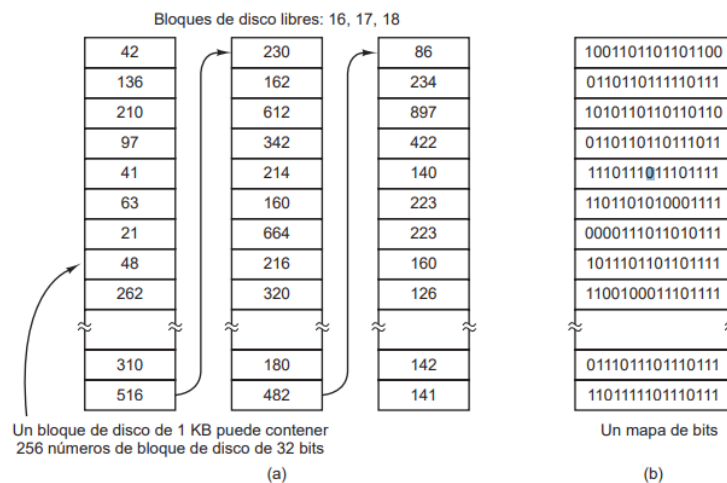 Bloques de disco libres: 16, 17, 18
42 230 86 1001101101101100
136 162 234 0110110111110111
210 612 897 1010110110110110
97 342 422 0110110110111011
41 214 140 1110111011101111
63 160 223 1101101010001111
21 664 223 0000111011010111
48 216 160 1011101101101111
262 320 126 1100100011101111
310 180 142 0111011101110111
516 482 141 1101111101110111
Un bloque de disco de 1 KB puede contener
256 números de bloque de disco de 32 bits
Un mapa de bits
(a) (b)